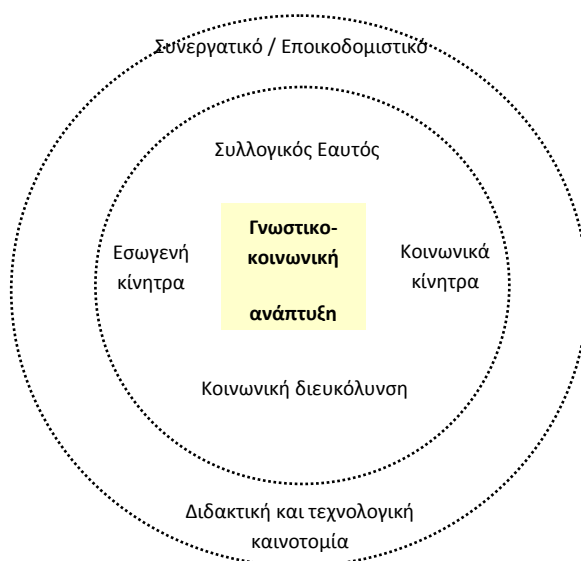 Συνεργατικό / Εποικοδομιστικό
Συλλογικός Εαυτός
Γνωστικο-
κοινωνική
ανάπτυξη
Εσωγενή
κίνητρα
Κοινωνικά
κίνητρα
Κοινωνική διευκόλυνση
Διδακτική και τεχνολογική
καινοτομία